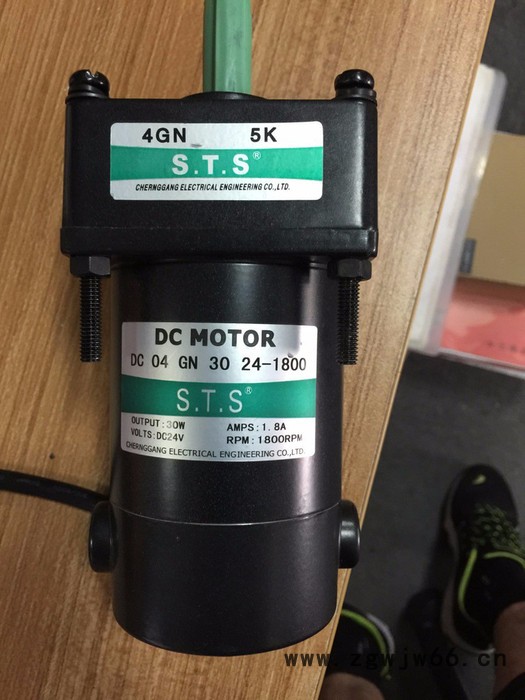 4GN 5K
S.T.S®
CHERNGGANG ELECTRICAL ENGINEERING CO.,LTD.
DC MOTOR
DC 04 GN 30 24-1800
S.T.S®
OUTPUT:30W AMPS:1.8A
VOLTS:DC24V RPM:1800RPM
CHERNGGANG ELECTRICAL ENGINEERING CO.,LTD.
www.zgwjw66.cn